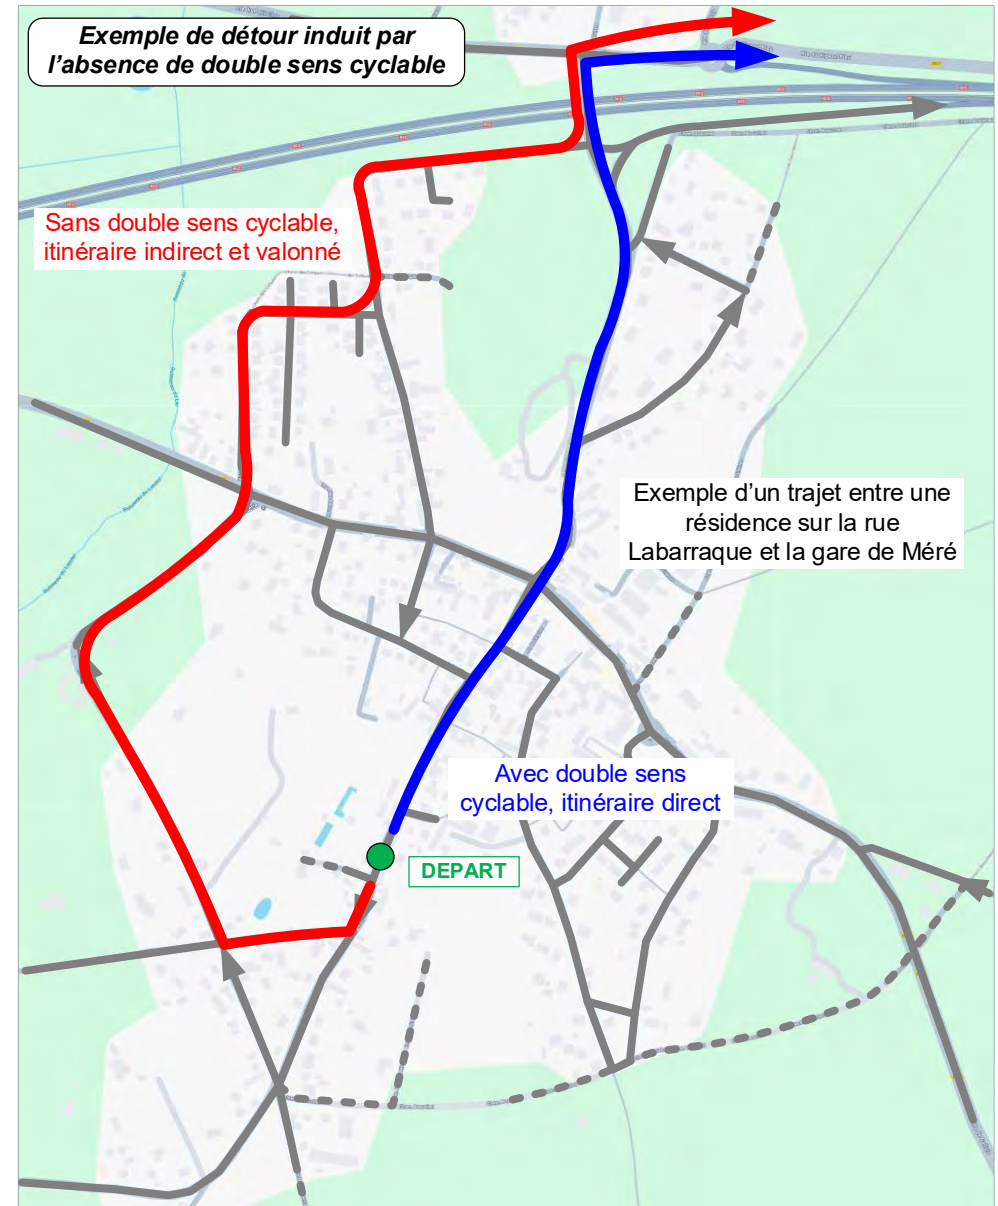 Exemple de détour induit par
l'absence de double sens cyclable
Sans double sens cyclable,
itinéraire indirect et valonné
Exemple d'un trajet entre une
résidence sur la rue
Labarraque et la gare de Méré
Avec double sens
cyclable, itinéraire direct
DEPART